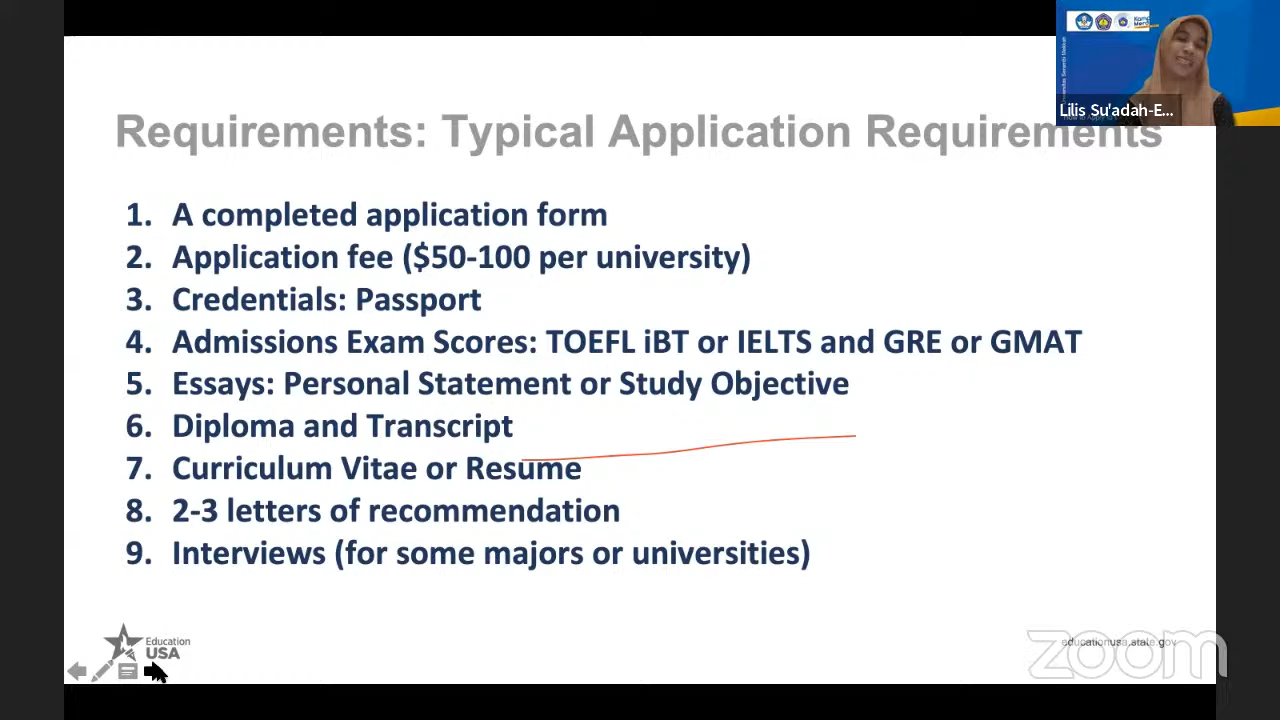 Requirements: Typical Application Requirements
1. A completed application form
2. Application fee ($50-100 per university)
3. Credentials: Passport
4. Admissions Exam Scores: TOEFL iBT or IELTS and GRE or GMAT
5. Essays: Personal Statement or Study Objective
6. Diploma and Transcript
7. Curriculum Vitae or Resume
8. 2-3 letters of recommendation
9. Interviews (for some majors or universities)
Lilis Su'adah-E...
Education
USA
educationusa.state.gov
zoom